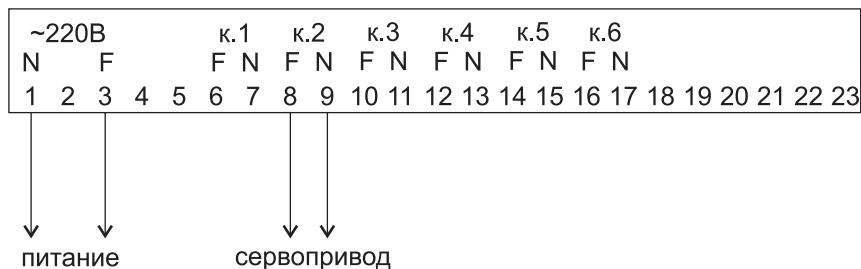 ~220В к.1 к.2 к.3 к.4 к.5 к.6
N F F N F N F N F N F N F N
1 2 3 4 5 6 7 8 9 10 11 12 13 14 15 16 17 18 19 20 21 22 23
питание сервопривод